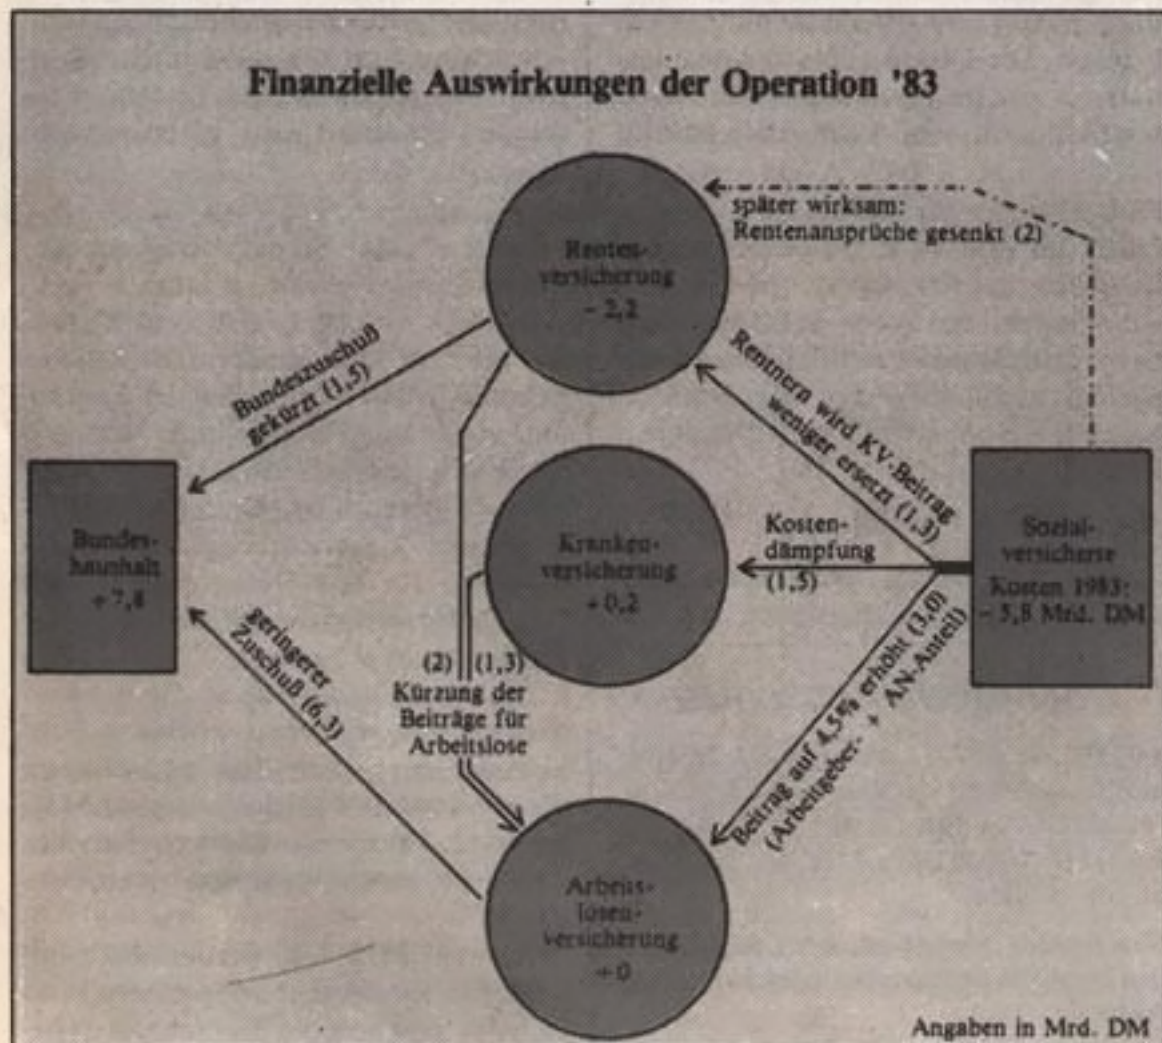 Finanzielle Auswirkungen der Operation '83
später wirksam:
Rentenansprüche gesenkt (2)
Renten-
versicherung
– 2,2
Bundeszuschuß
gekürzt (1,5)
Rentnern wird KV-Beitrag
weniger ersetzt (1,3)
Bundes-
haunhalt
+ 7,8
Kranken-
versicherung
+ 0,2
Kosten-
dämpfung
(1,5)
Sozial-
versicherte
Kosten 1983:
– 5,8 Mrd. DM
geringerer
Zuschuß (6,3)
(2) (1,3)
Kürzung der
Beiträge für
Arbeitslose
Beitrag auf 4,5% erhöht (3,0)
(Arbeitgeber- + AN-Anteil)
Arbeits-
losen-
versicherung
+ 0
Angaben in Mrd. DM